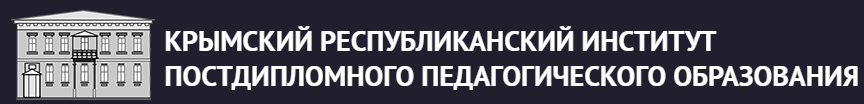 КРЫМСКИЙ РЕСПУБЛИКАНСКИЙ ИНСТИТУТ
ПОСТДИПЛОМНОГО ПЕДАГОГИЧЕСКОГО ОБРАЗОВАНИЯ